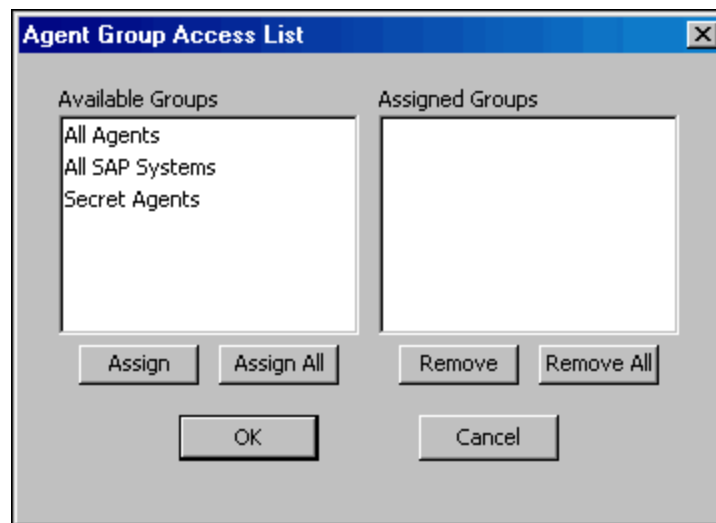 Agent Group Access List
Available Groups
Assigned Groups
All Agents
All SAP Systems
Secret Agents
Assign
Assign All
Remove
Remove All
OK
Cancel